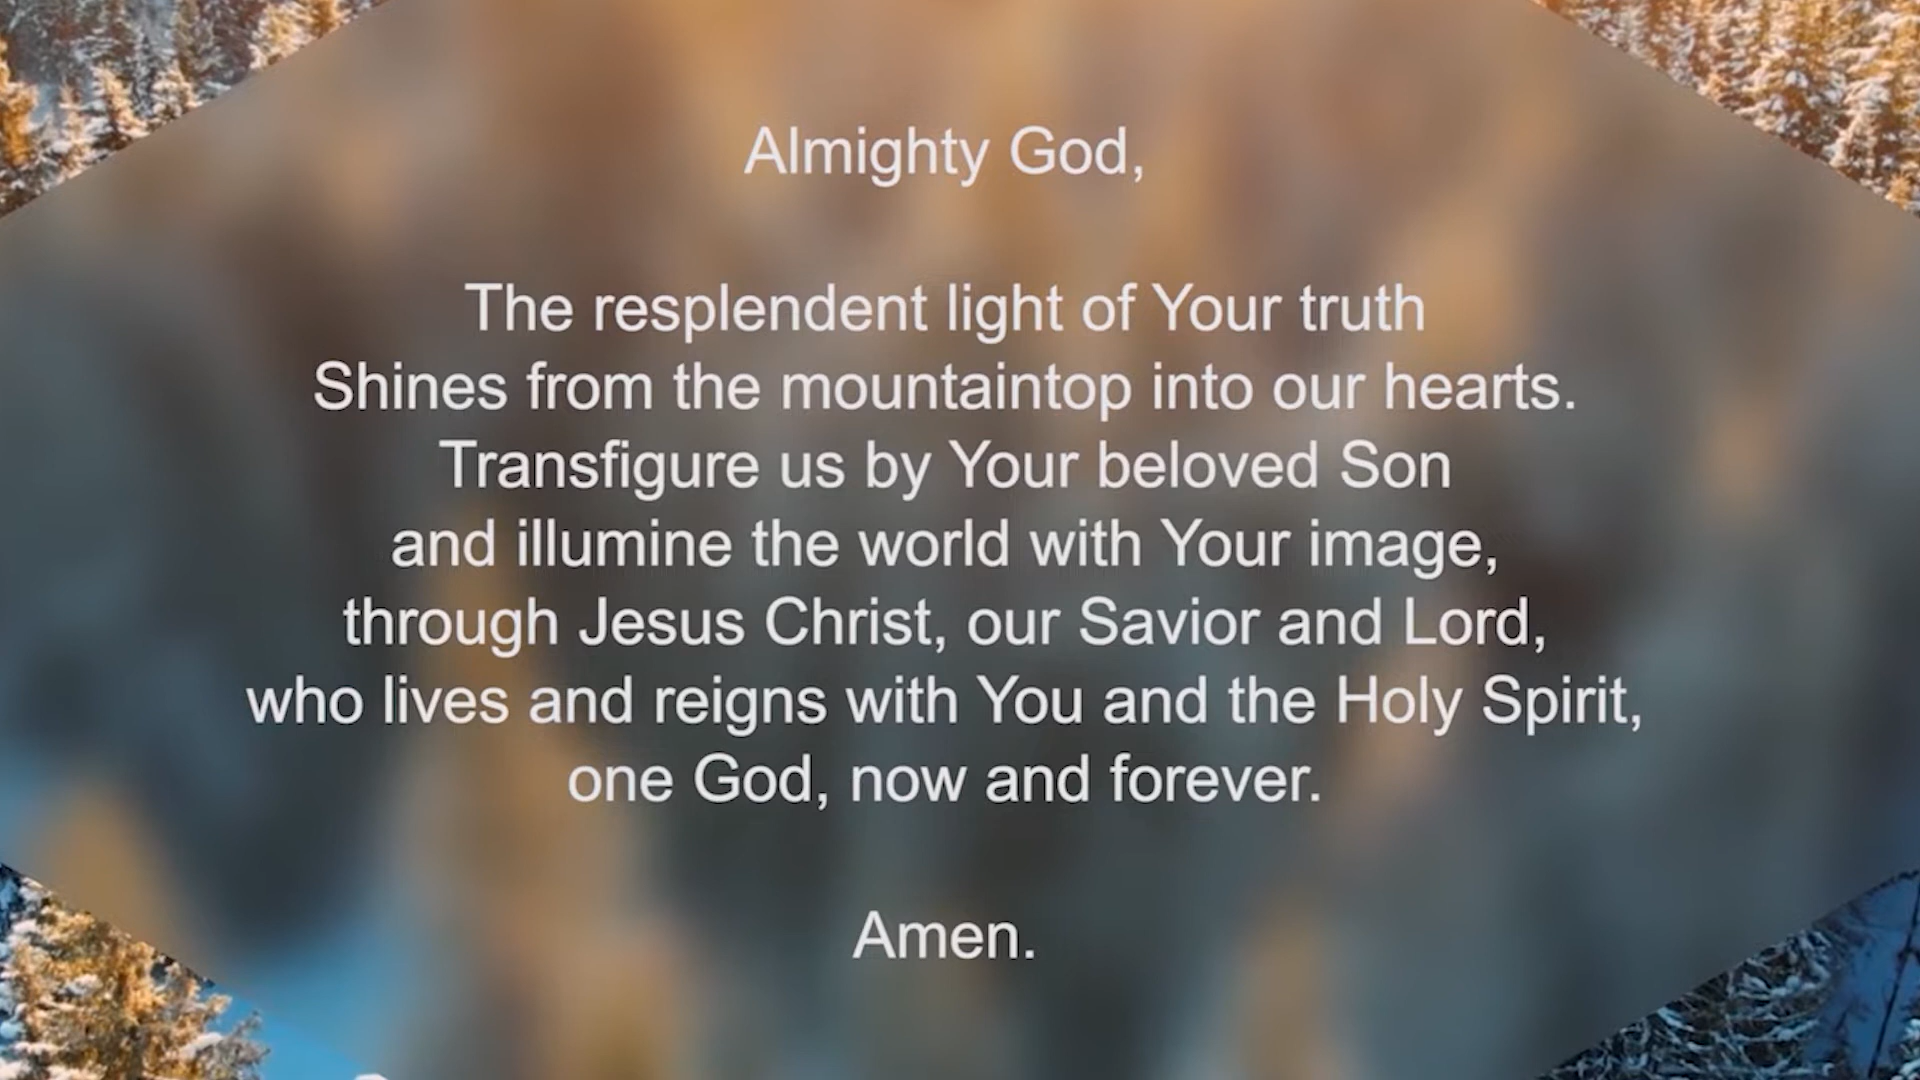 Almighty God,
The resplendent light of Your truth
Shines from the mountaintop into our hearts.
Transfigure us by Your beloved Son
and illumine the world with Your image,
through Jesus Christ, our Savior and Lord,
who lives and reigns with You and the Holy Spirit,
one God, now and forever.
Amen.